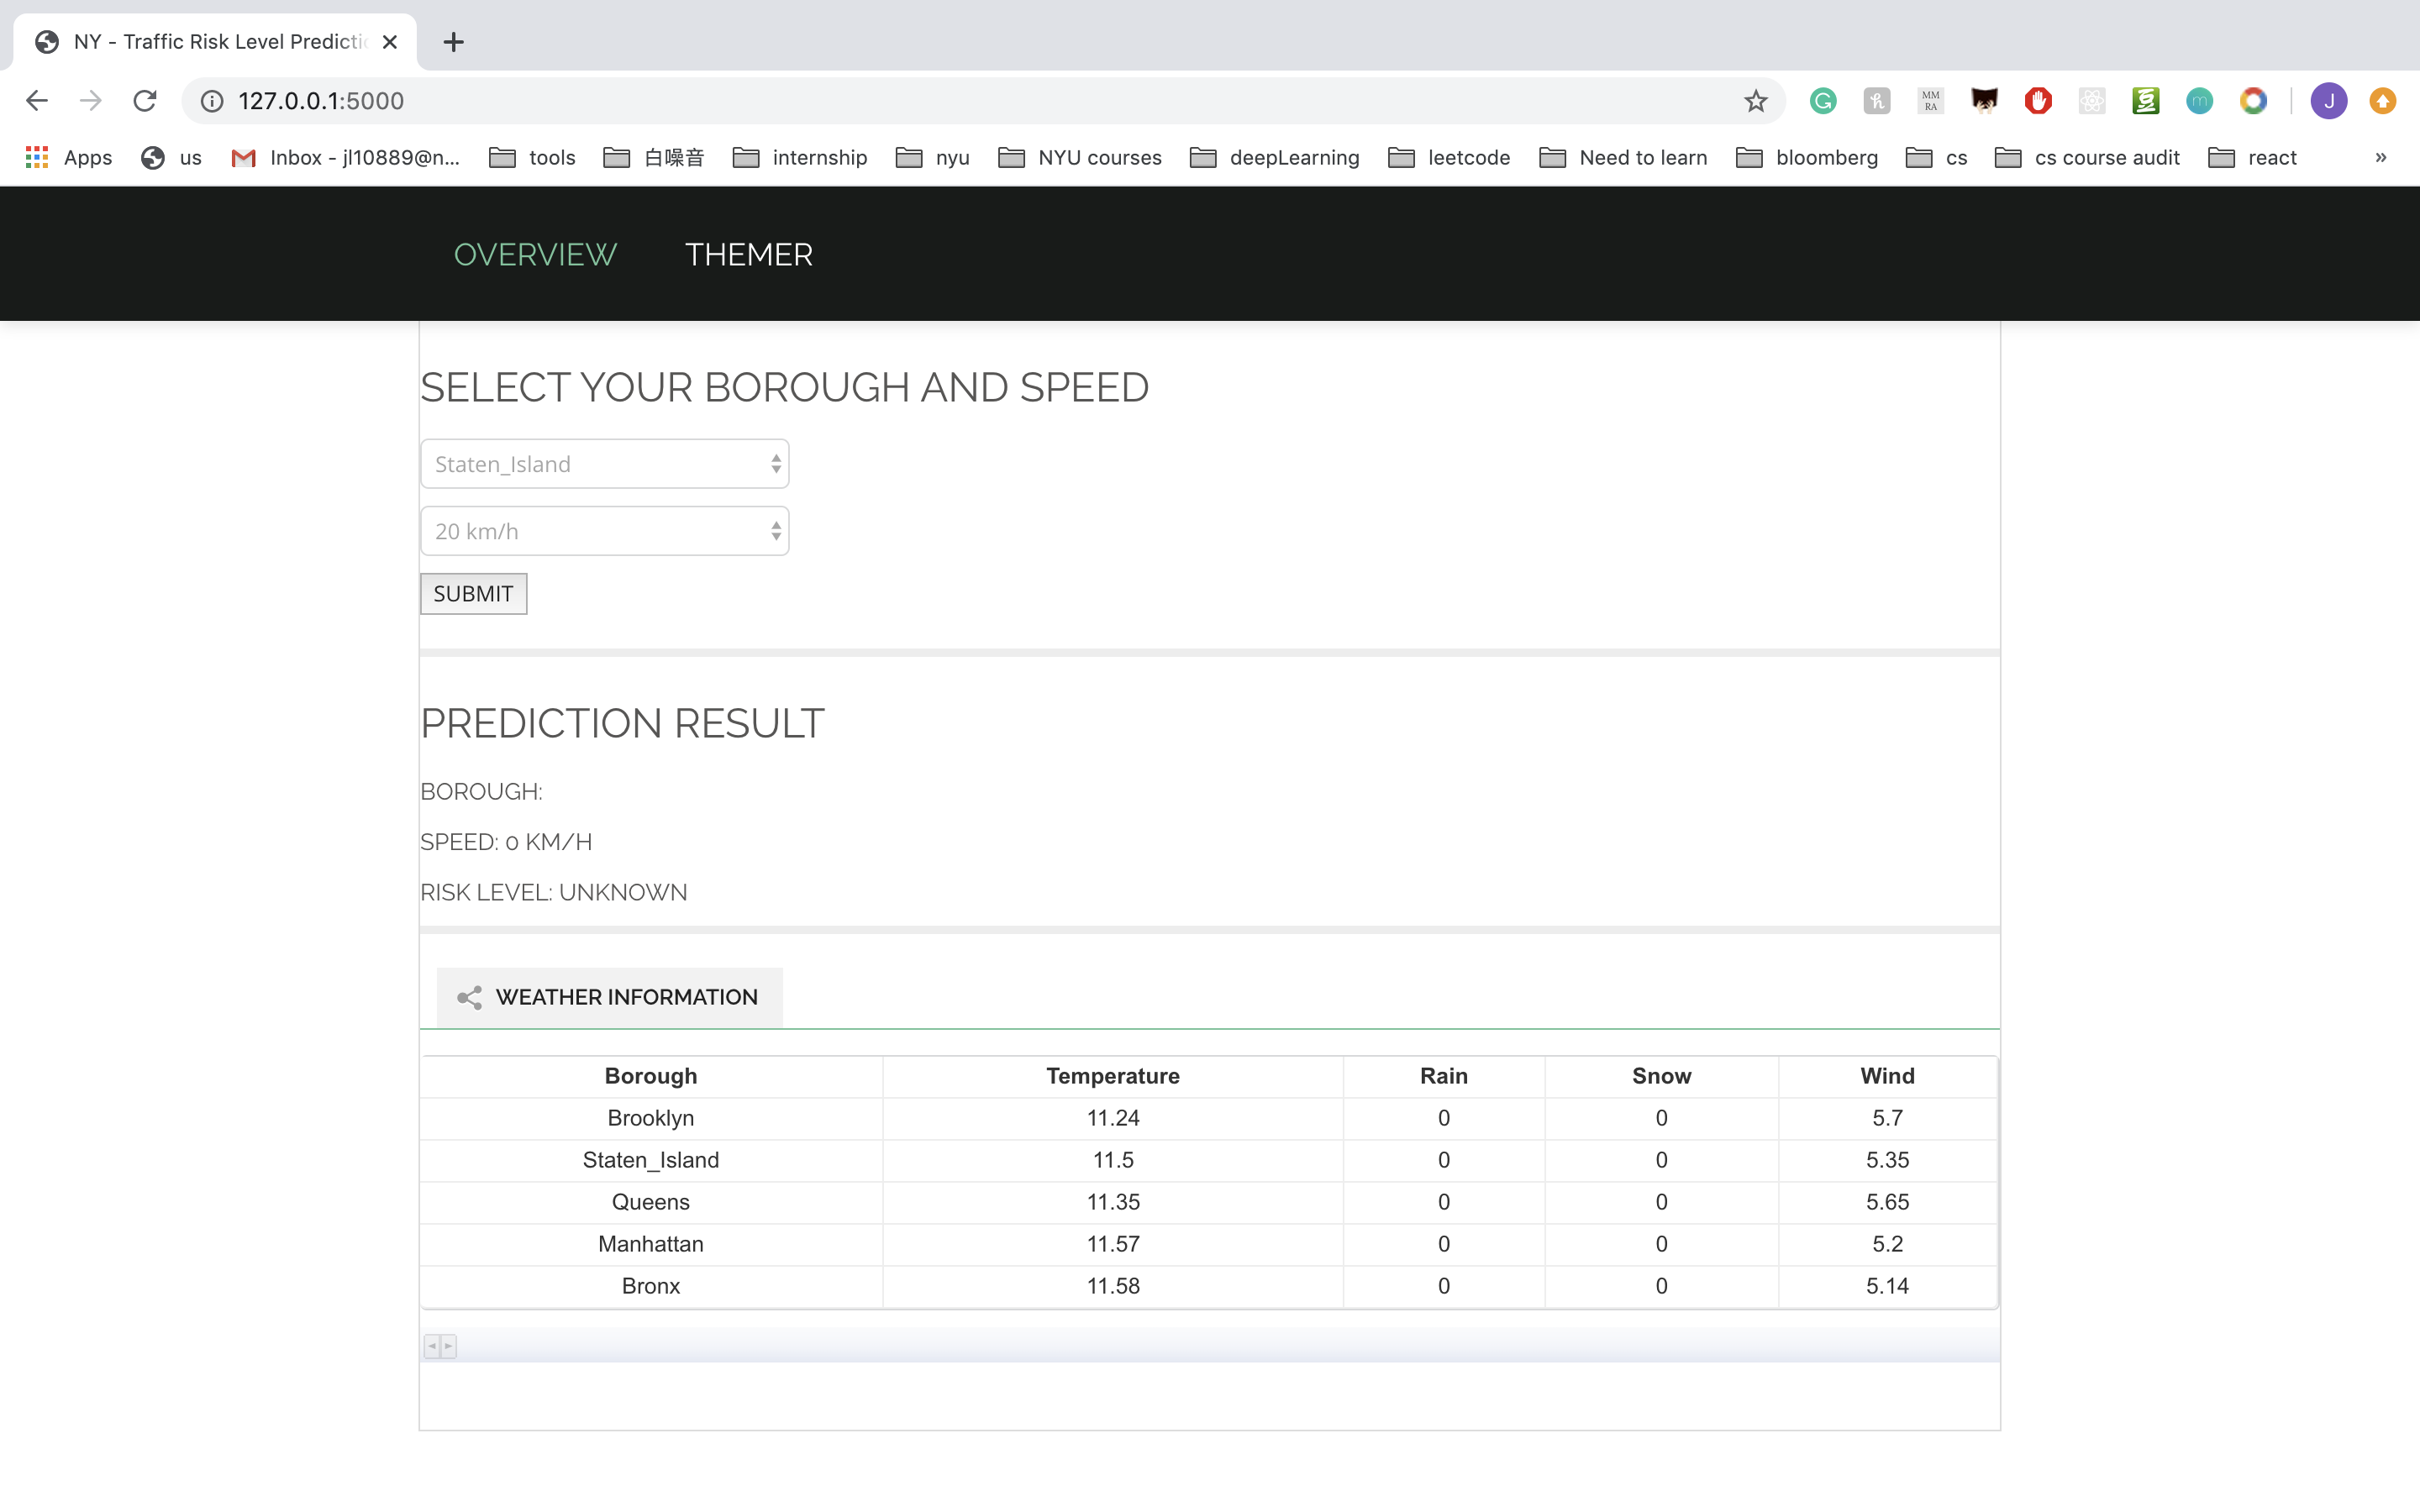 NY - Traffic Risk Level Predicti
127.0.0.1:5000
MM
RA
J
Apps us Inbox - jl10889@n... tools 白噪音 internship nyu NYU courses deepLearning leetcode Need to learn bloomberg cs cs course audit react »
OVERVIEW THEMER
SELECT YOUR BOROUGH AND SPEED
Staten_Island
20 km/h
SUBMIT
PREDICTION RESULT
BOROUGH:
SPEED: 0 KM/H
RISK LEVEL: UNKNOWN
WEATHER INFORMATION
Borough Temperature Rain Snow Wind
Brooklyn 11.24 0 0 5.7
Staten_Island 11.5 0 0 5.35
Queens 11.35 0 0 5.65
Manhattan 11.57 0 0 5.2
Bronx 11.58 0 0 5.14